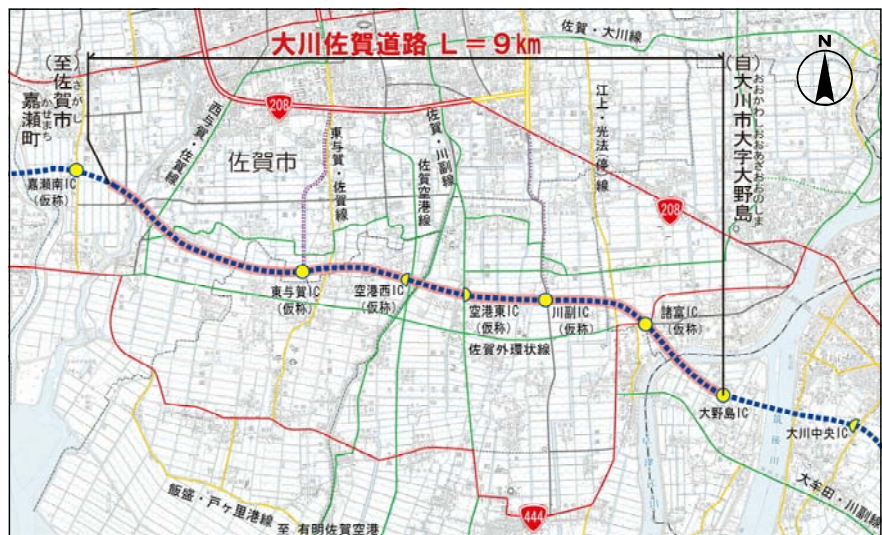 大川佐賀道路 L=9km
佐賀・大川線
N
(至)佐賀市
さがし
嘉瀬町
かせまち
(自)大川市大字大野島
おおかわしおおあざおおのしま
208
西与賀・佐賀線
東与賀・佐賀線
佐賀・川副線
佐賀空港線
江上・光法停線
佐賀市
208
嘉瀬南IC
(仮称)
東与賀IC
(仮称)
空港西IC
(仮称)
空港東IC
(仮称)
川副IC
(仮称)
諸富IC
(仮称)
佐賀外環状線
大野島IC
大川中央IC
筑後川
大牟田・川副線
飯盛・戸ヶ里港線
至 有明佐賀空港
444